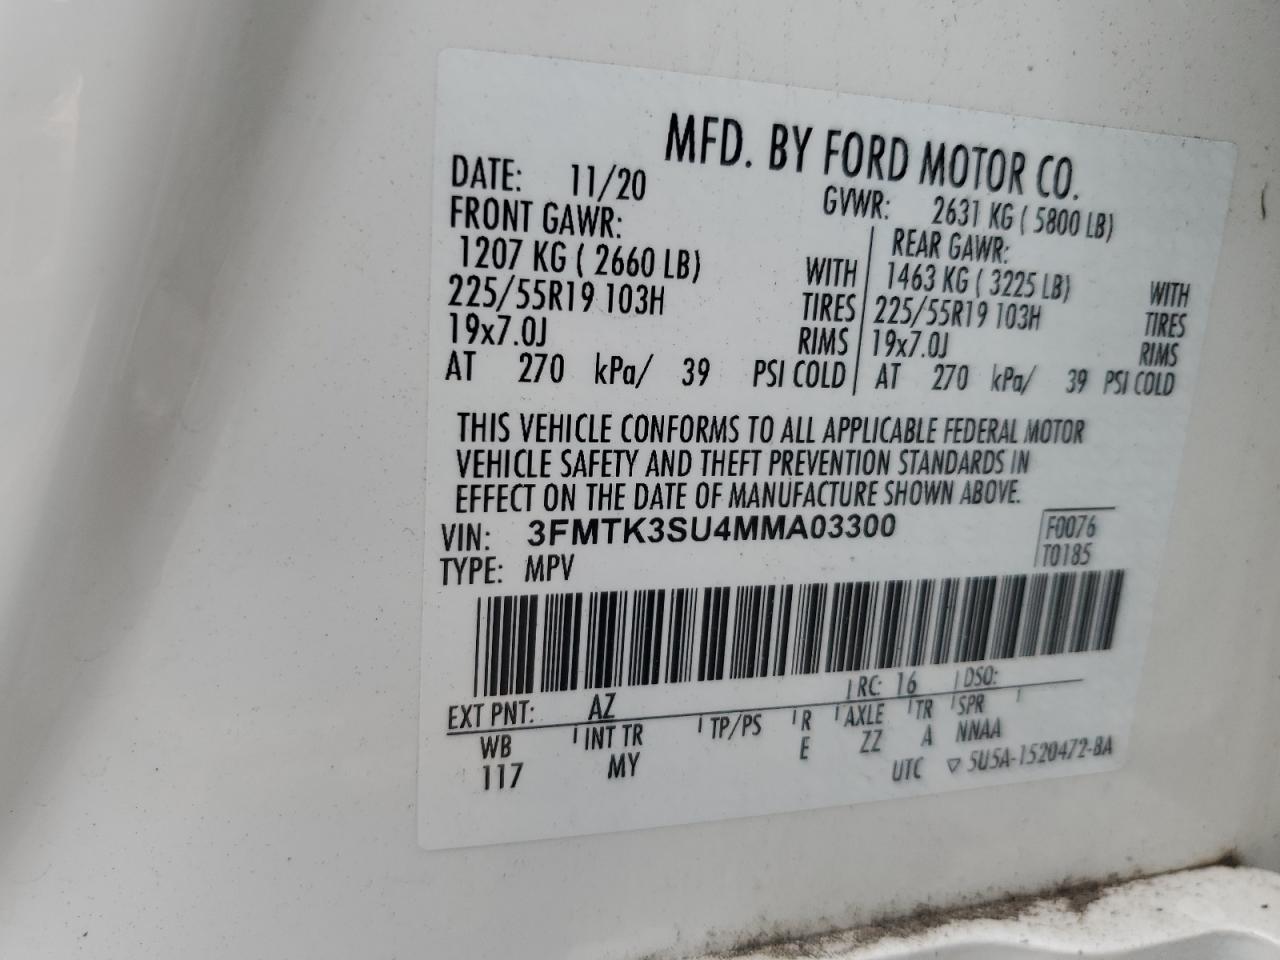 MFD. BY FORD MOTOR CO.
DATE: 11/20 GVWR: 2631 KG ( 5800 LB)
FRONT GAWR: REAR GAWR:
1207 KG ( 2660 LB) WITH 1463 KG ( 3225 LB) WITH
225/55R19 103H TIRES 225/55R19 103H TIRES
19x7.0J RIMS 19x7.0J RIMS
AT 270 kPa/ 39 PSI COLD AT 270 kPa/ 39 PSI COLD
THIS VEHICLE CONFORMS TO ALL APPLICABLE FEDERAL MOTOR
VEHICLE SAFETY AND THEFT PREVENTION STANDARDS IN
EFFECT ON THE DATE OF MANUFACTURE SHOWN ABOVE.
VIN: 3FMTK3SU4MMA03300 F0076
TYPE: MPV T0185
EXT PNT: AZ RC: 16 DSO:
WB INT TR TP/PS R AXLE TR SPR
117 MY E ZZ A NNAA
UTC ▽ 5U5A-1520472-BA